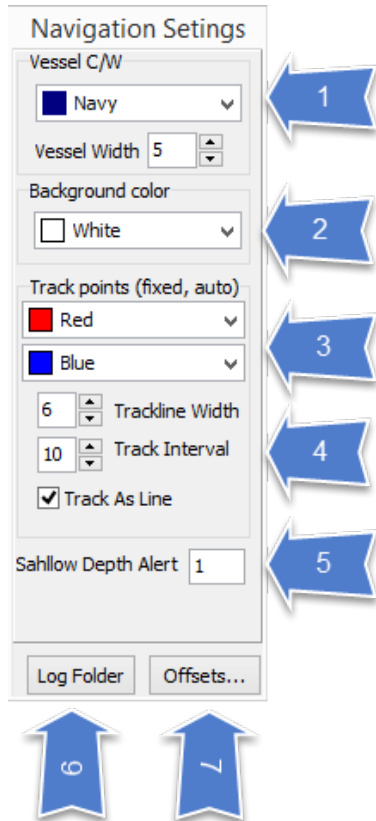 Navigation Setings
Vessel C/W
Navy
1
Vessel Width 5
Background color
White
2
Track points (fixed, auto)
Red
Blue
3
6 Trackline Width
10 Track Interval
4
Track As Line
Sahllow Depth Alert 1
5
Log Folder Offsets...
6 7